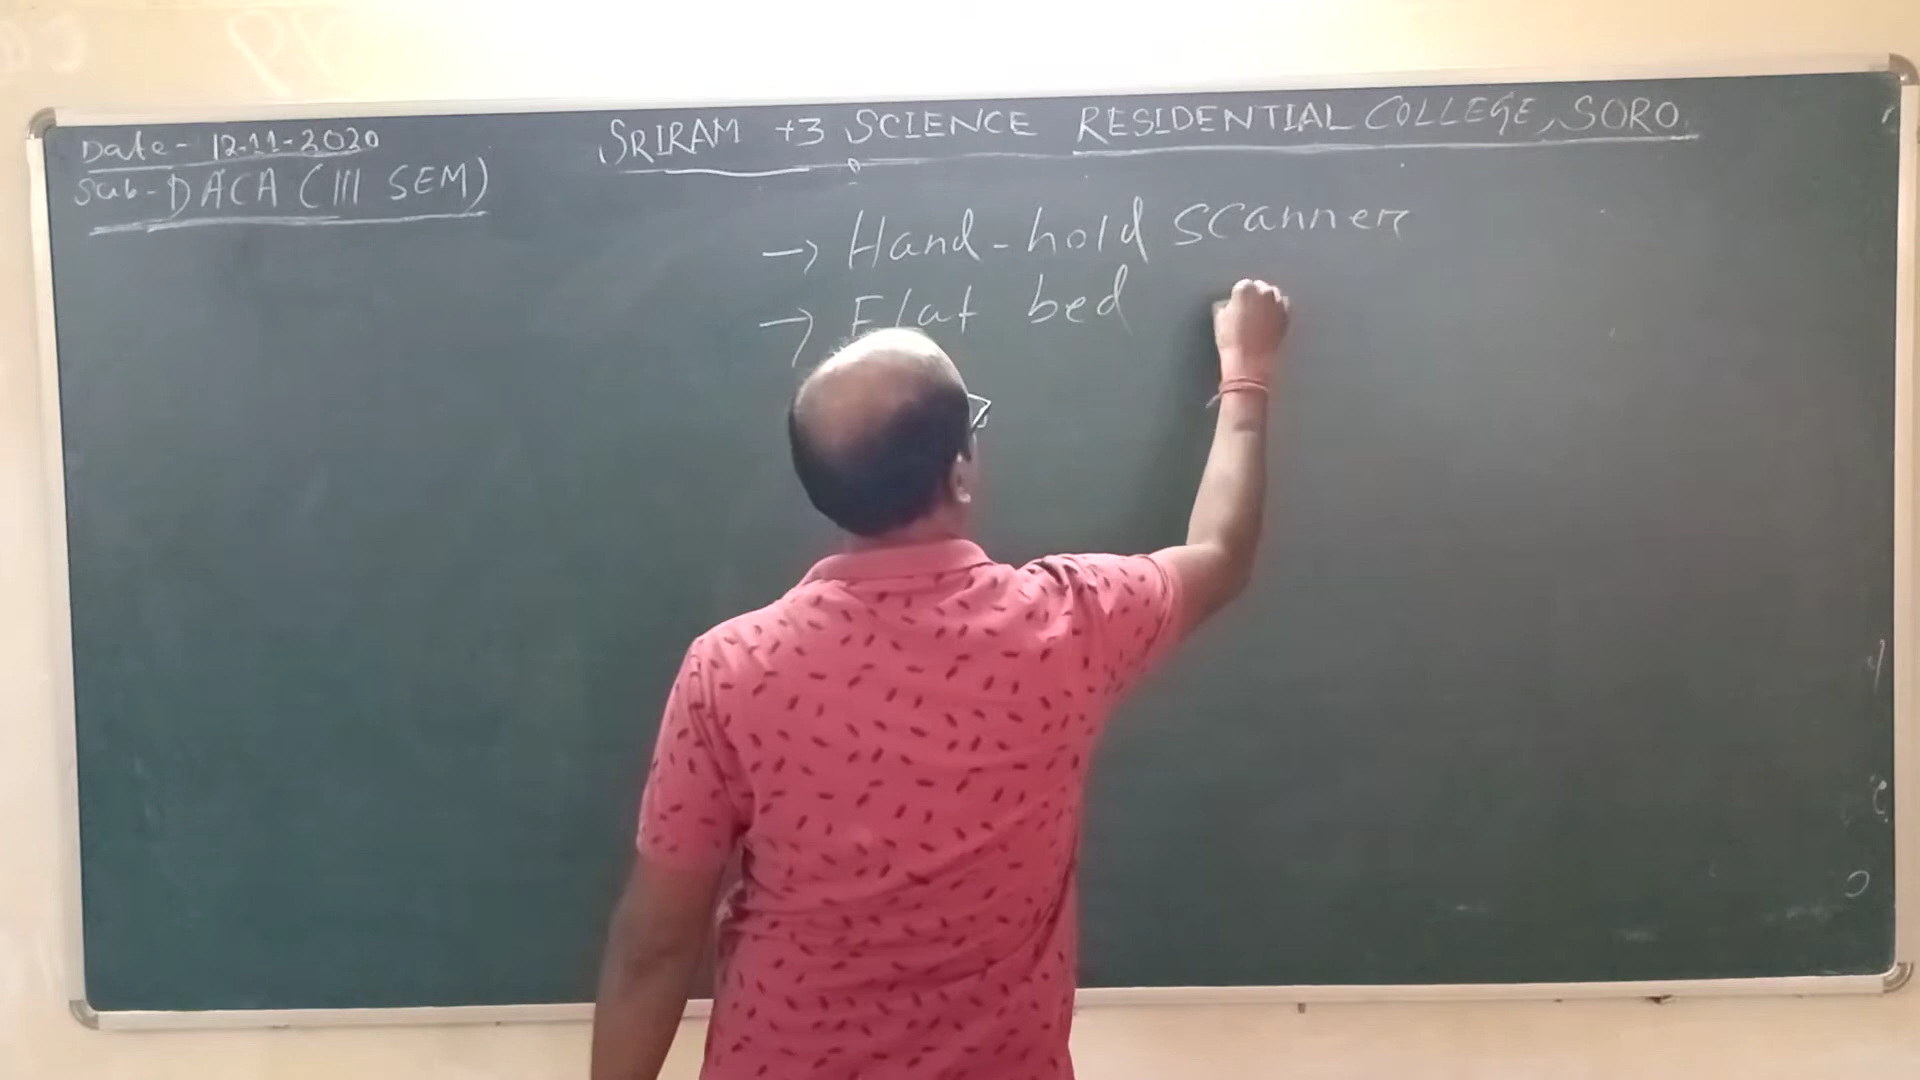 Date- 12-11-2020
SRIRAM +3 SCIENCE RESIDENTIAL COLLEGE, SORO
Sub- DACA (III SEM)
→ Hand-hold scanner
→ Flat bed